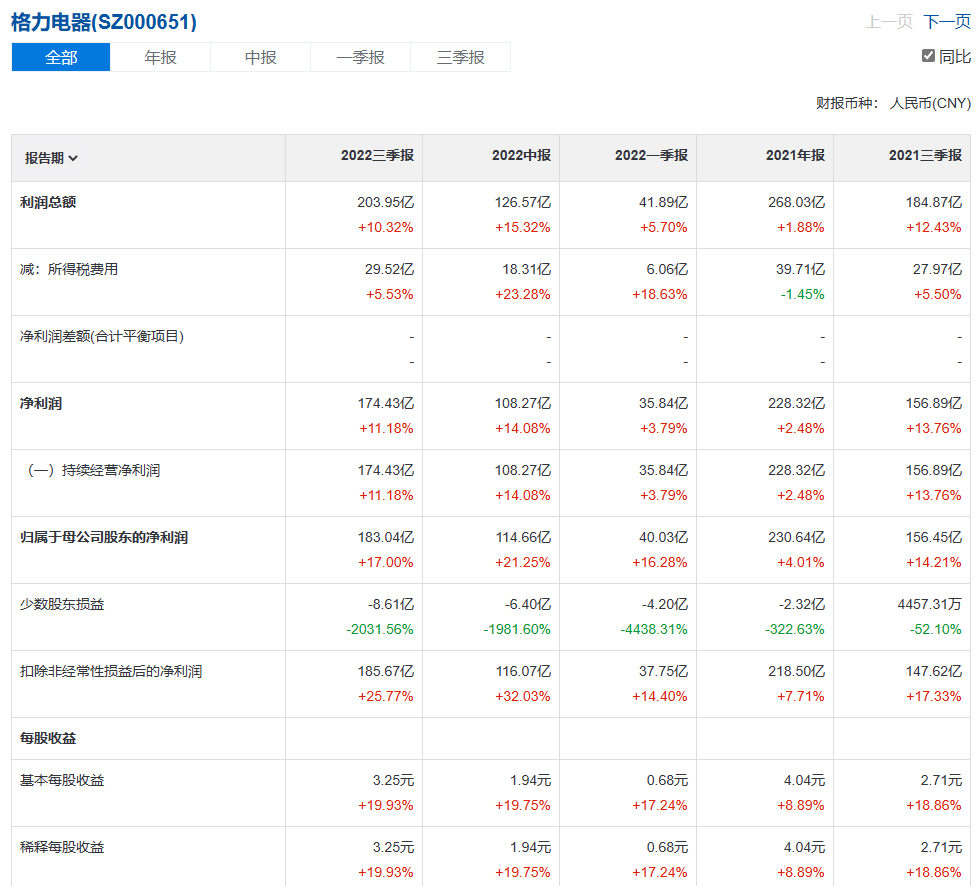 格力电器(SZ000651)
上一页 下一页
全部 年报 中报 一季报 三季报
同比
财报币种： 人民币(CNY)
报告期 2022三季报 2022中报 2022一季报 2021年报 2021三季报
利润总额 203.95亿 126.57亿 41.89亿 268.03亿 184.87亿
+10.32% +15.32% +5.70% +1.88% +12.43%
减：所得税费用 29.52亿 18.31亿 6.06亿 39.71亿 27.97亿
+5.53% +23.28% +18.63% -1.45% +5.50%
净利润差额(合计平衡项目) - - - - -
- - - - -
净利润 174.43亿 108.27亿 35.84亿 228.32亿 156.89亿
+11.18% +14.08% +3.79% +2.48% +13.76%
（一）持续经营净利润 174.43亿 108.27亿 35.84亿 228.32亿 156.89亿
+11.18% +14.08% +3.79% +2.48% +13.76%
归属于母公司股东的净利润 183.04亿 114.66亿 40.03亿 230.64亿 156.45亿
+17.00% +21.25% +16.28% +4.01% +14.21%
少数股东损益 -8.61亿 -6.40亿 -4.20亿 -2.32亿 4457.31万
-2031.56% -1981.60% -4438.31% -322.63% -52.10%
扣除非经常性损益后的净利润 185.67亿 116.07亿 37.75亿 218.50亿 147.62亿
+25.77% +32.03% +14.40% +7.71% +17.33%
每股收益
基本每股收益 3.25元 1.94元 0.68元 4.04元 2.71元
+19.93% +19.75% +17.24% +8.89% +18.86%
稀释每股收益 3.25元 1.94元 0.68元 4.04元 2.71元
+19.93% +19.75% +17.24% +8.89% +18.86%